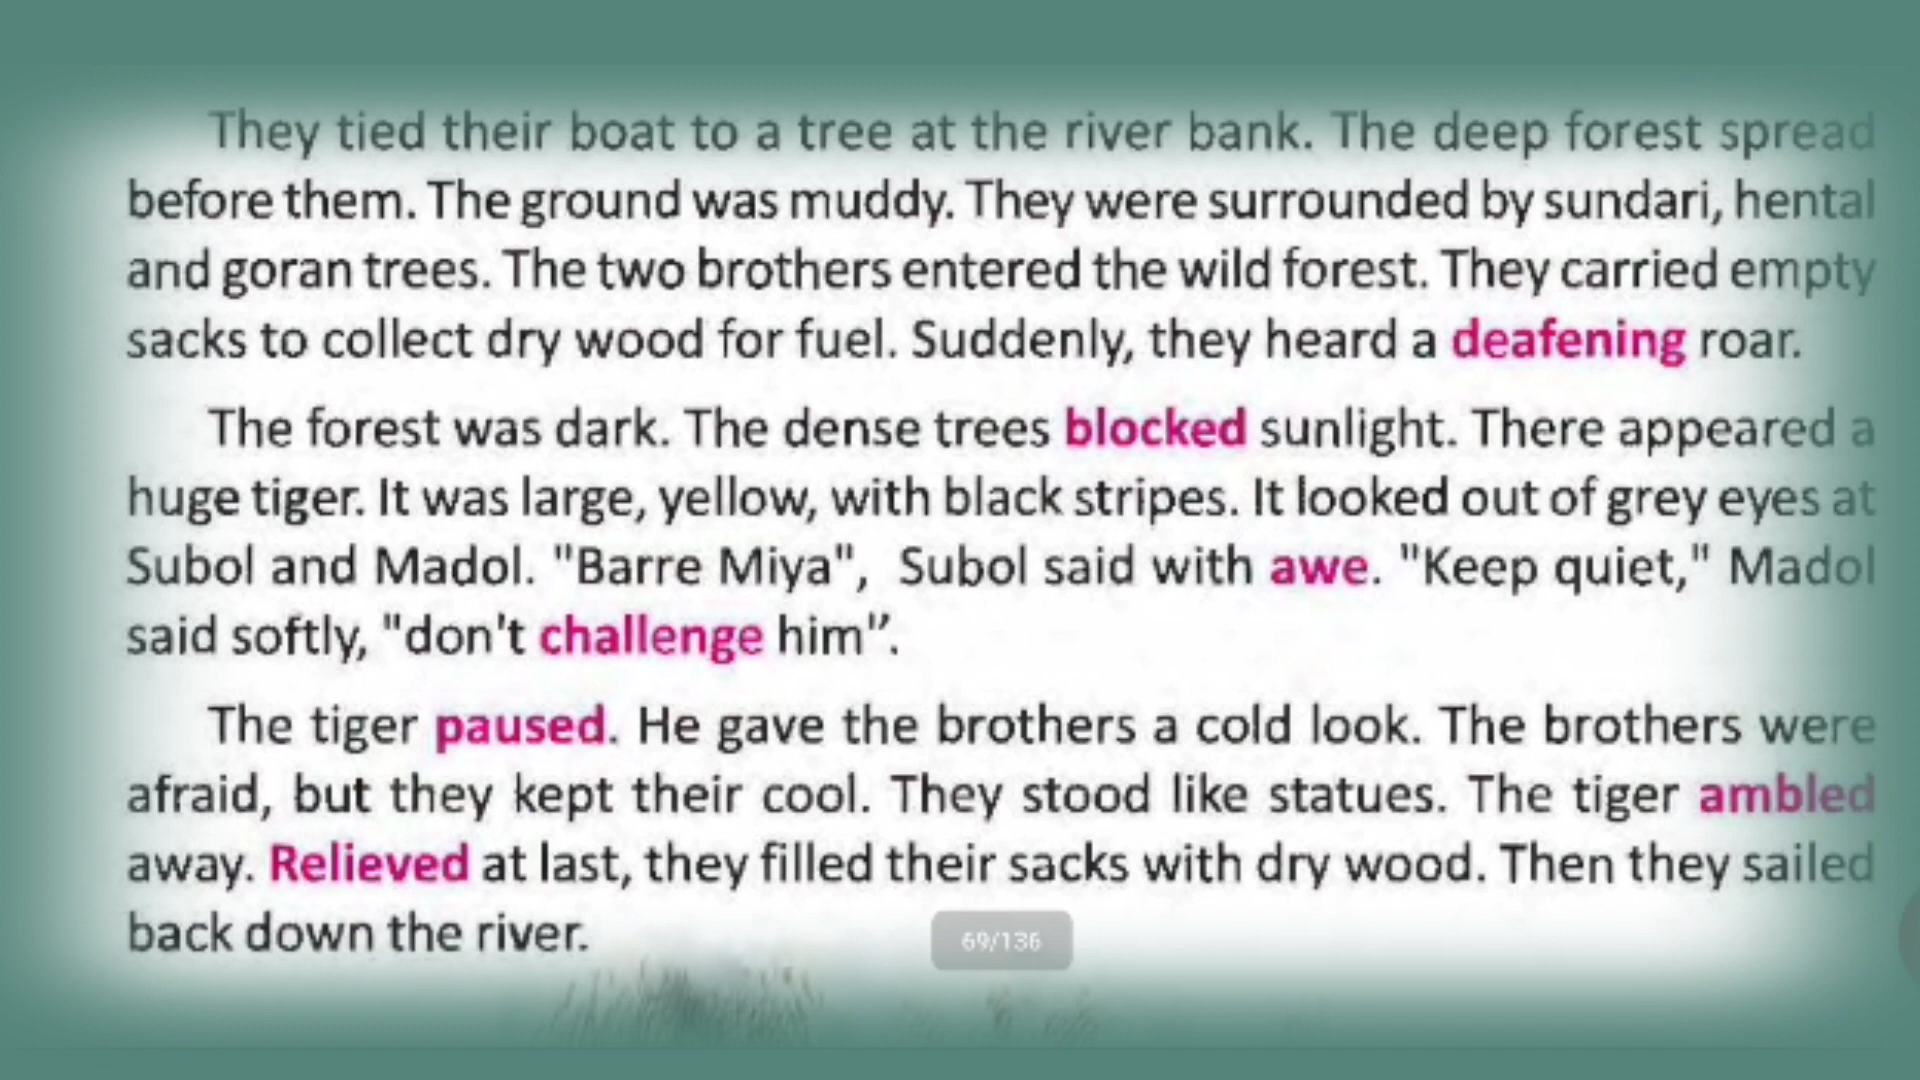 They tied their boat to a tree at the river bank. The deep forest spread
before them. The ground was muddy. They were surrounded by sundari, hental
and goran trees. The two brothers entered the wild forest. They carried empty
sacks to collect dry wood for fuel. Suddenly, they heard a deafening roar.
The forest was dark. The dense trees blocked sunlight. There appeared a
huge tiger. It was large, yellow, with black stripes. It looked out of grey eyes at
Subol and Madol. "Barre Miya",  Subol said with awe. "Keep quiet," Madol
said softly, "don't challenge him".
The tiger paused. He gave the brothers a cold look. The brothers were
afraid, but they kept their cool. They stood like statues. The tiger ambled
away. Relieved at last, they filled their sacks with dry wood. Then they sailed
back down the river.
69/136